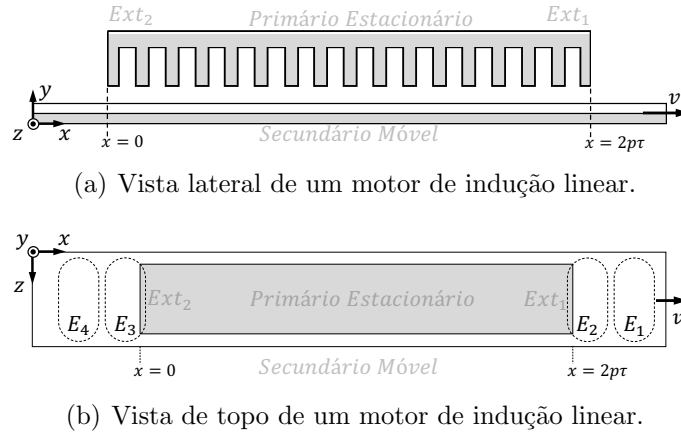 Ext₂ Primário Estacionário Ext₁
y
z x
v
Secundário Móvel
x = 0 x = 2pτ
(a) Vista lateral de um motor de indução linear.
y x
z
Ext₂ Primário Estacionário Ext₁
E₄ E₃ E₂ E₁
v
x = 0 Secundário Móvel x = 2pτ
(b) Vista de topo de um motor de indução linear.